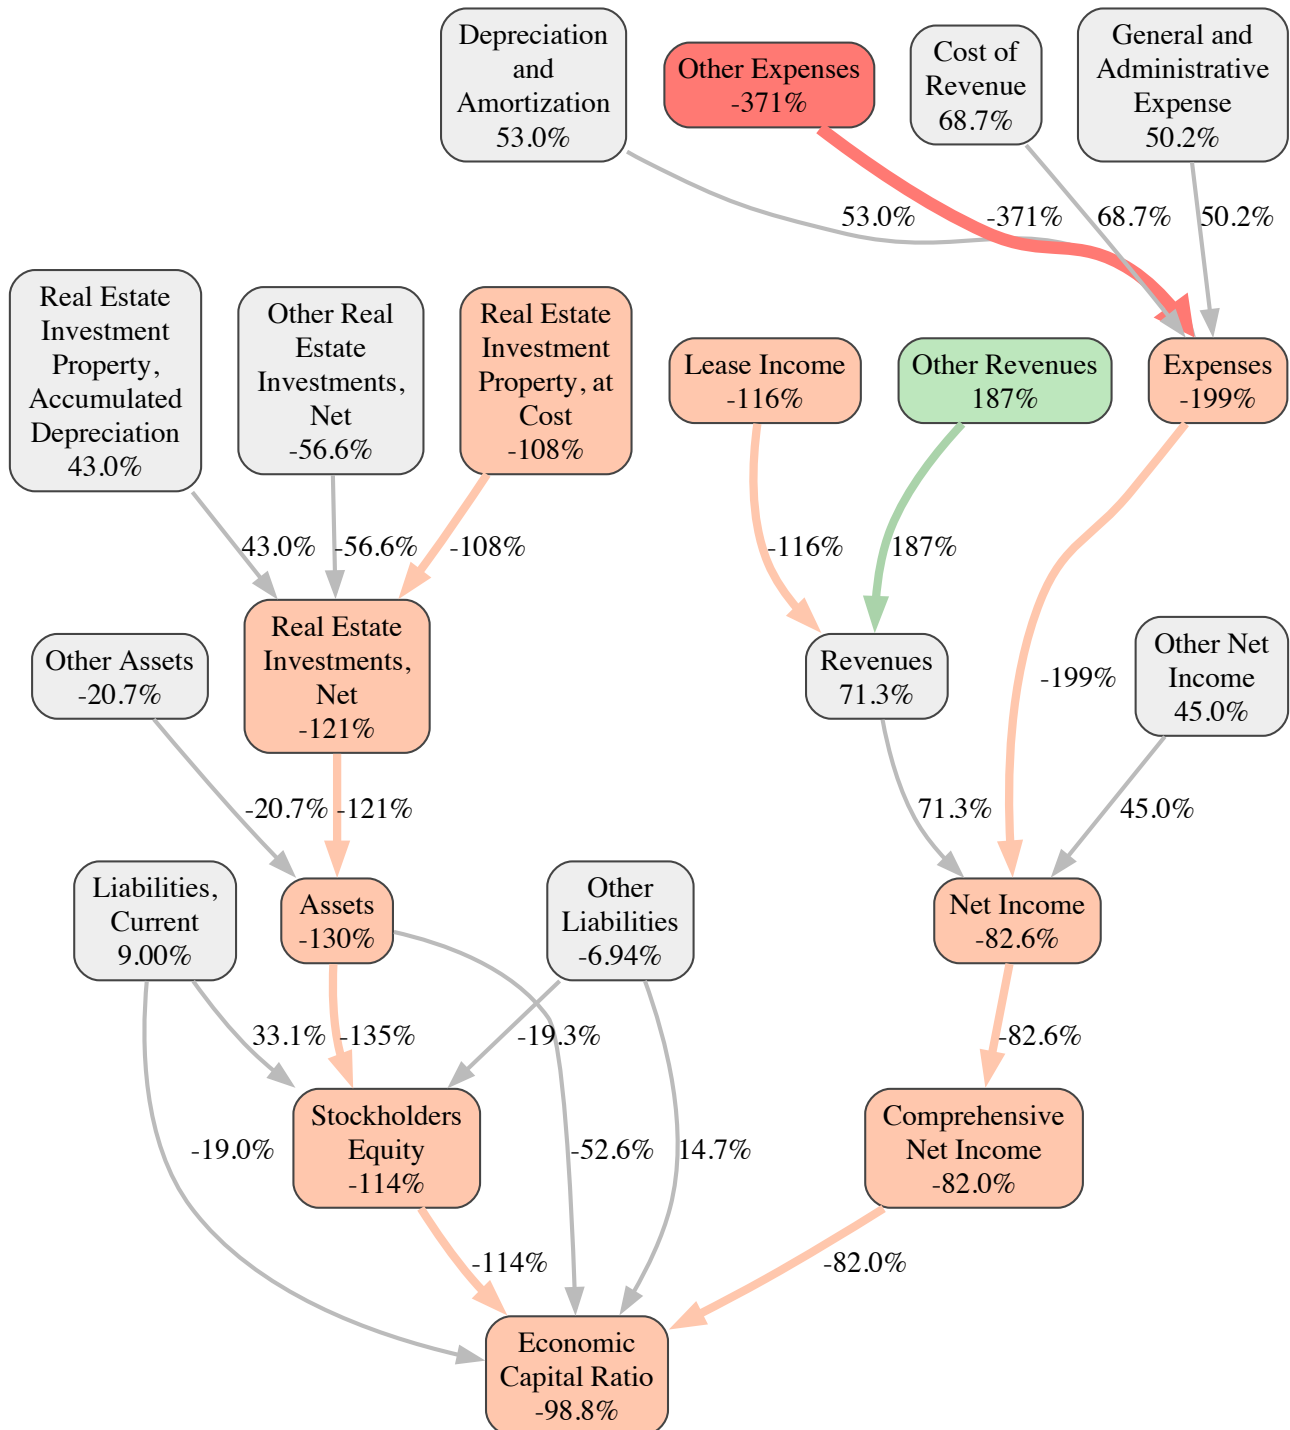 Depreciation
and
Amortization
53.0%
Other Expenses
-371%
Cost of
Revenue
68.7%
General and
Administrative
Expense
50.2%
53.0%
-371%
68.7%
50.2%
Real Estate
Investment
Property,
Accumulated
Depreciation
43.0%
Other Real
Estate
Investments,
Net
-56.6%
Real Estate
Investment
Property, at
Cost
-108%
Lease Income
-116%
Other Revenues
187%
Expenses
-199%
43.0%
-56.6%
-108%
-116%
187%
Other Assets
-20.7%
Real Estate
Investments,
Net
-121%
Revenues
71.3%
-199%
Other Net
Income
45.0%
-20.7%
-121%
71.3%
45.0%
Liabilities,
Current
9.00%
Assets
-130%
Other
Liabilities
-6.94%
Net Income
-82.6%
33.1%
-135%
-19.3%
-82.6%
Stockholders
Equity
-114%
Comprehensive
Net Income
-82.0%
-19.0%
-52.6%
14.7%
-114%
-82.0%
Economic
Capital Ratio
-98.8%